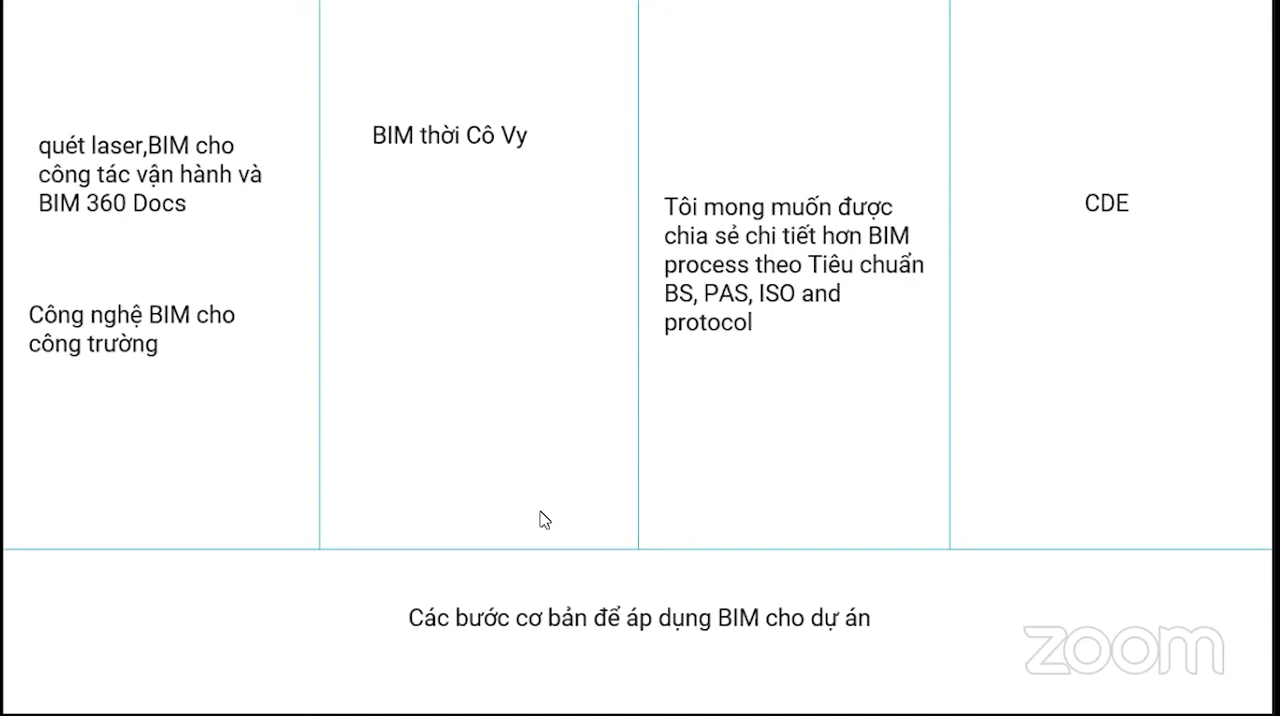 quét laser,BIM cho
công tác vận hành và
BIM 360 Docs
Công nghệ BIM cho
công trường
BIM thời Cô Vy
Tôi mong muốn được
chia sẻ chi tiết hơn BIM
process theo Tiêu chuẩn
BS, PAS, ISO and
protocol
CDE
Các bước cơ bản để áp dụng BIM cho dự án
zoom